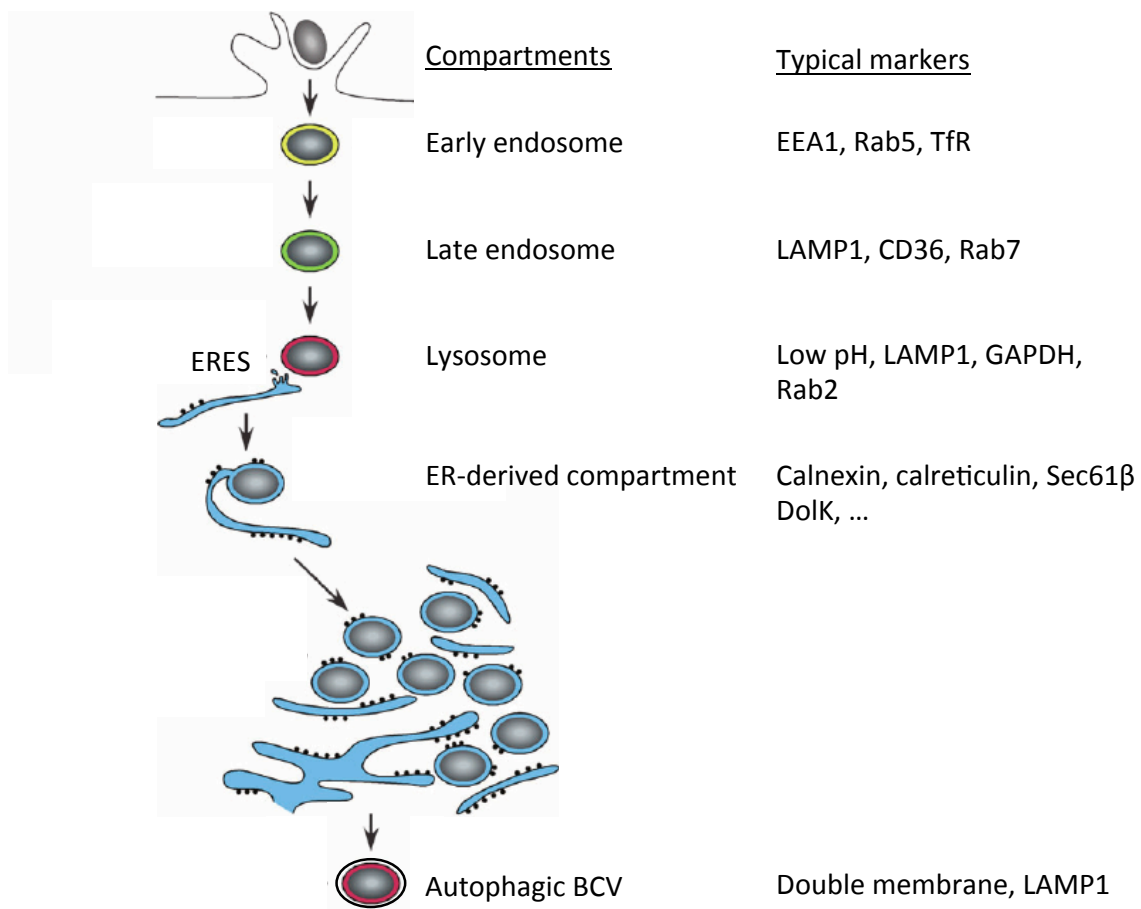 Compartments Typical markers
Early endosome EEA1, Rab5, TfR
Late endosome LAMP1, CD36, Rab7
ERES Lysosome Low pH, LAMP1, GAPDH,
Rab2
ER-derived compartment Calnexin, calreticulin, Sec61β
DolK, ...
Autophagic BCV Double membrane, LAMP1